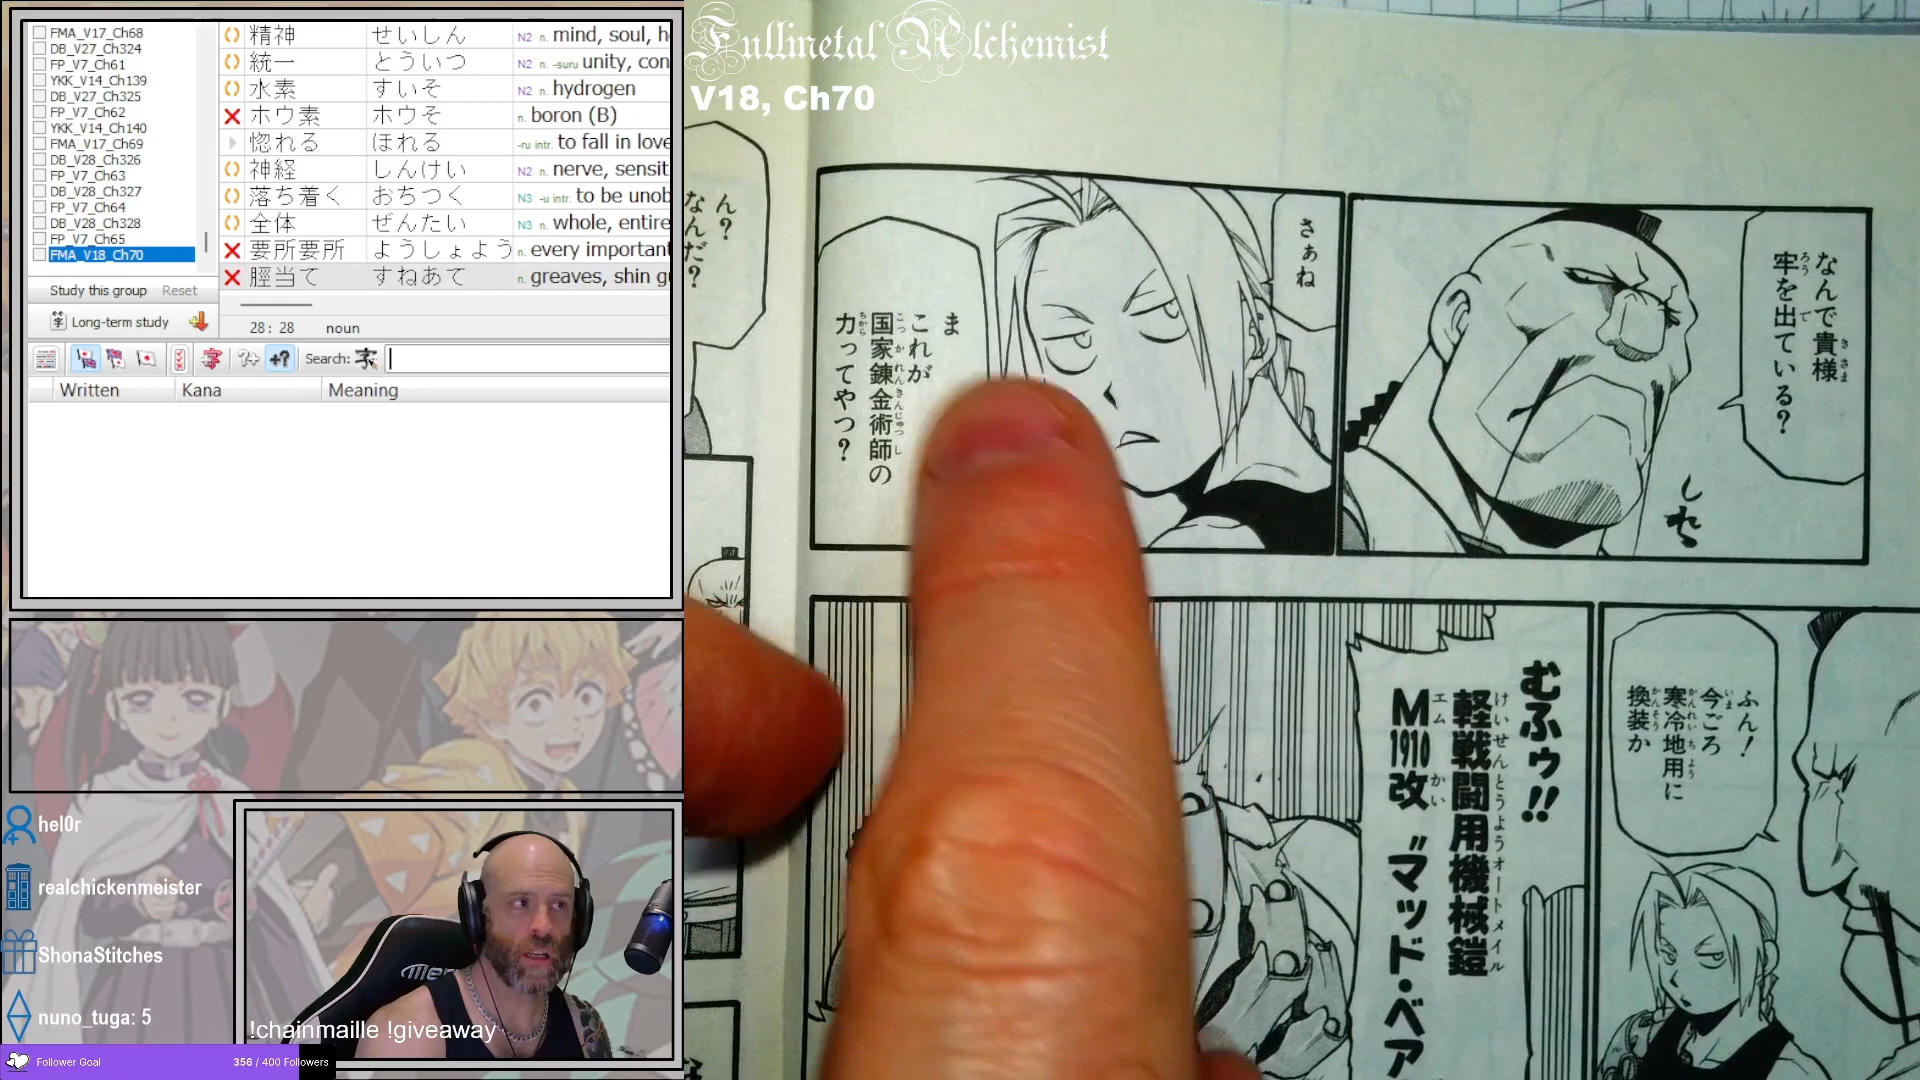 FMA_V17_Ch68
DB_V27_Ch324
FP_V7_Ch61
YKK_V14_Ch139
DB_V27_Ch325
FP_V7_Ch62
YKK_V14_Ch140
FMA_V17_Ch69
DB_V28_Ch326
FP_V7_Ch63
DB_V28_Ch327
FP_V7_Ch64
DB_V28_Ch328
FP_V7_Ch65
FMA_V18_Ch70
Study this group Reset
Long-term study
精神 せいしん N2 n. mind, soul, h
統一 とういつ N2 n. -suru unity, con
水素 すいそ N2 n. hydrogen
ホウ素 ホウそ n. boron (B)
惚れる ほれる -ru intr. to fall in love
神経 しんけい N2 n. nerve, sensit
落ち着く おちつく N3 -u intr. to be unob
全体 ぜんたい N3 n. whole, entire
要所要所 ようしょよう n. every important
脛当て すねあて n. greaves, shin g
28: 28 noun
Search:
Written Kana Meaning
Fullmetal Alchemist
V18, Ch70
なんで貴様
牢を出ている?
しれっ
さぁね
ま
これが
国家錬金術師の
力ってやつ?
ん?
なんだ?
ふん!
今ごろ
寒冷地用に
換装か
むふゥ!!
軽戦闘用機械鎧
M1910改
"マッド・ベア
hel0r
realchickenmeister
ShonaStitches
nuno_tuga: 5
!chainmaille !giveaway
Follower Goal 356 / 400 Followers